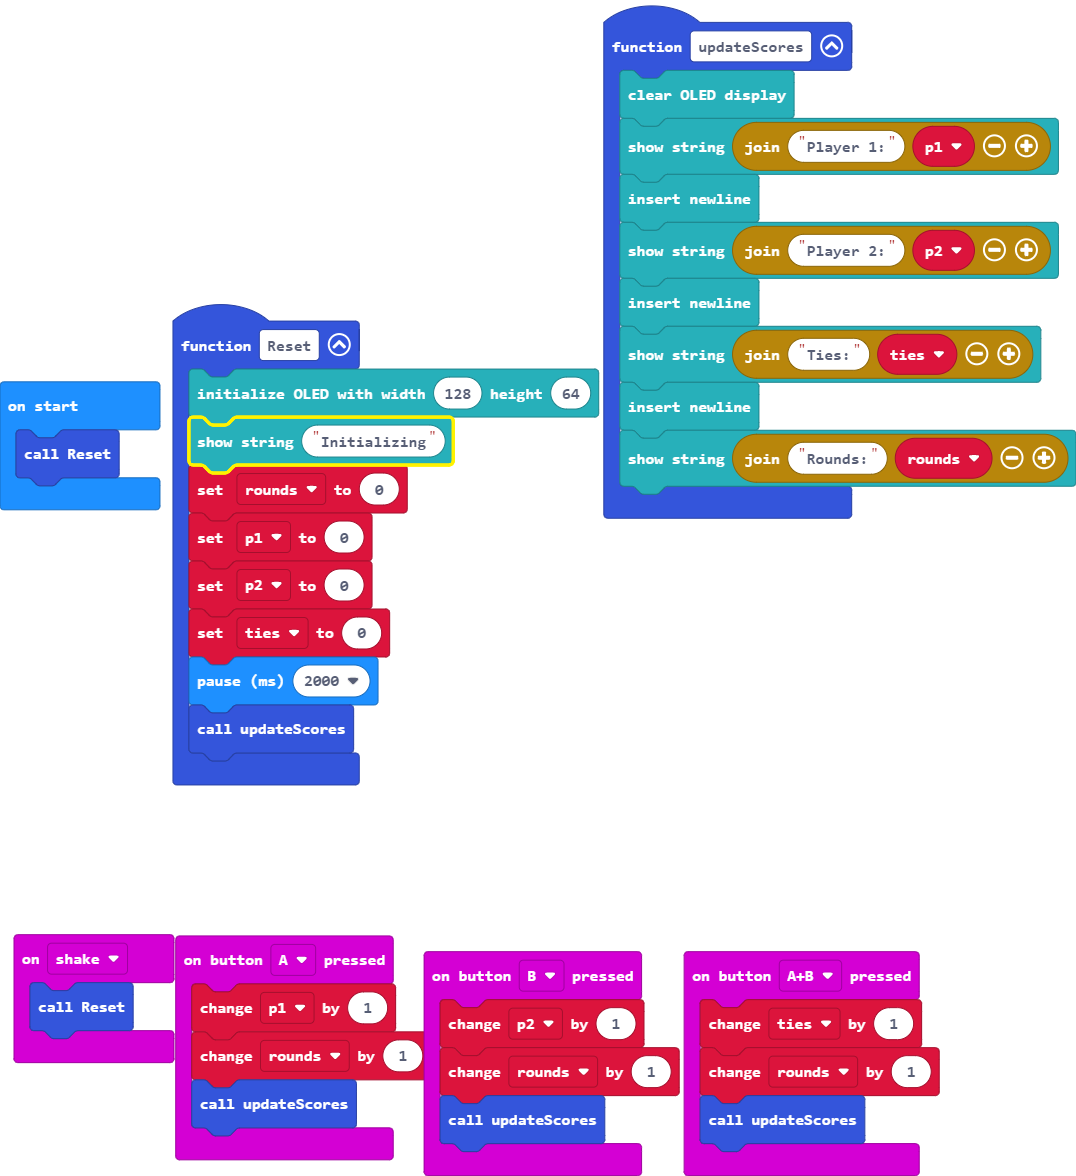 function updateScores
clear OLED display
show string join "Player 1:" p1
insert newline
show string join "Player 2:" p2
insert newline
show string join "Ties:" ties
insert newline
show string join "Rounds:" rounds
on start
call Reset
function Reset
initialize OLED with width 128 height 64
show string "Initializing"
set rounds to 0
set p1 to 0
set p2 to 0
set ties to 0
pause (ms) 2000
call updateScores
on shake
call Reset
on button A pressed
change p1 by 1
change rounds by 1
call updateScores
on button B pressed
change p2 by 1
change rounds by 1
call updateScores
on button A+B pressed
change ties by 1
change rounds by 1
call updateScores